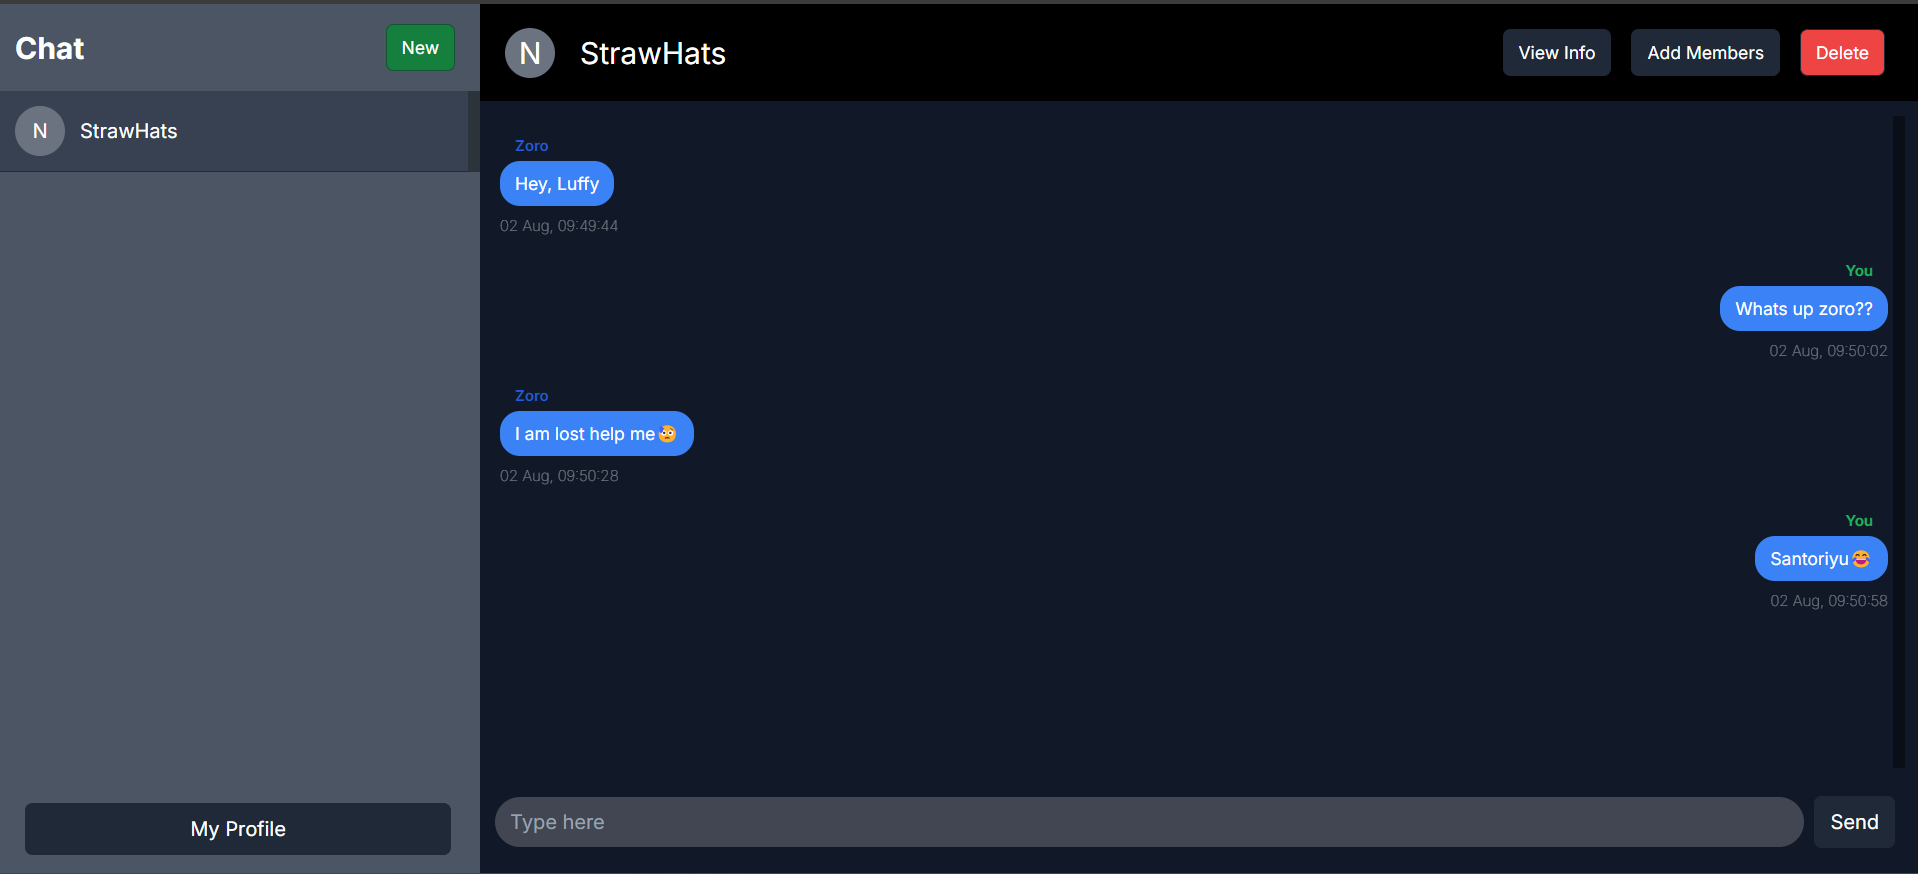 Chat
New
N
StrawHats
My Profile
N
StrawHats
View Info
Add Members
Delete
Zoro
Hey, Luffy
02 Aug, 09:49:44
You
Whats up zoro??
02 Aug, 09:50:02
Zoro
I am lost help me🤕
02 Aug, 09:50:28
You
Santoriyu😂
02 Aug, 09:50:58
Type here
Send